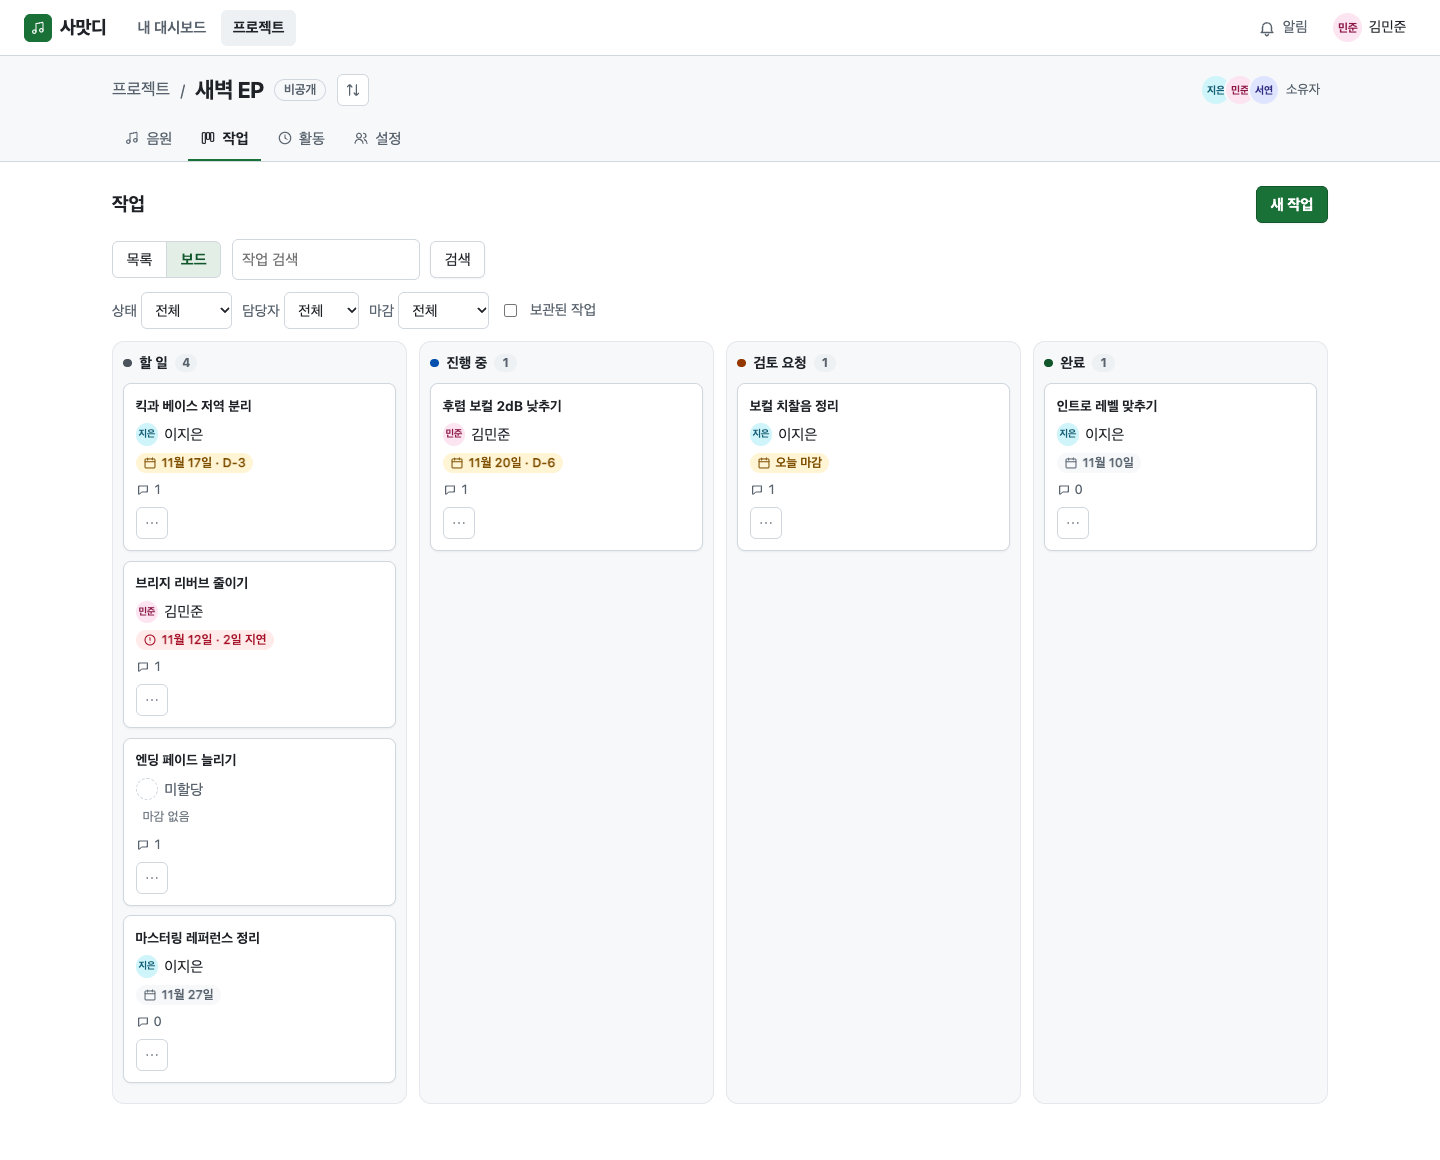 사맛디
내 대시보드
프로젝트
알림
민준 김민준
프로젝트 / 새벽 EP 비공개
지은 민준 서연 소유자
음원
작업
활동
설정
작업
새 작업
목록
보드
작업 검색
검색
상태 전체
담당자 전체
마감 전체
보관된 작업
할 일 4
킥과 베이스 저역 분리
지은 이지은
11월 17일 · D-3
1
···
브리지 리버브 줄이기
민준 김민준
11월 12일 · 2일 지연
1
···
엔딩 페이드 늘리기
미할당
마감 없음
1
···
마스터링 레퍼런스 정리
지은 이지은
11월 27일
0
···
진행 중 1
후렴 보컬 2dB 낮추기
민준 김민준
11월 20일 · D-6
1
···
검토 요청 1
보컬 치찰음 정리
지은 이지은
오늘 마감
1
···
완료 1
인트로 레벨 맞추기
지은 이지은
11월 10일
0
···